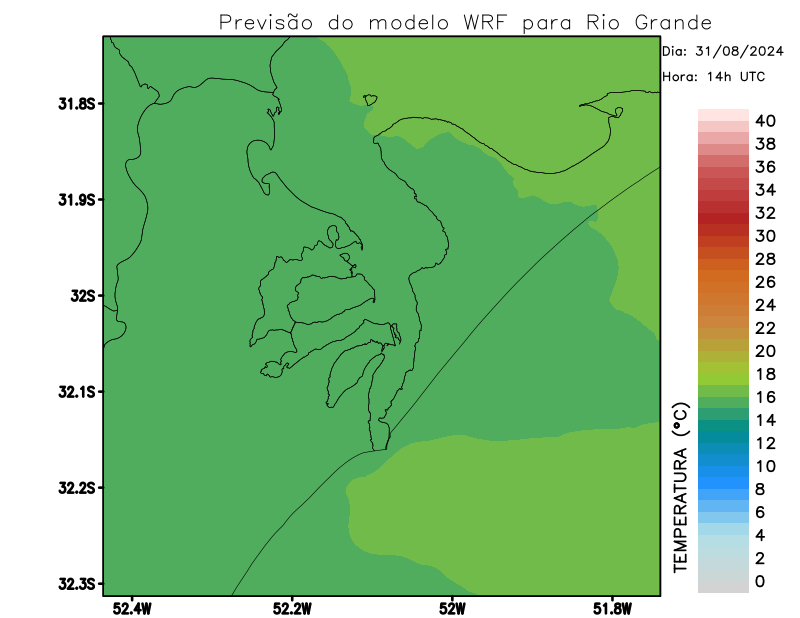 Previsão do modelo WRF para Rio Grande
Dia: 31/08/2024
Hora: 14h UTC
31.8S
31.9S
32S
32.1S
32.2S
32.3S
52.4W
52.2W
52W
51.8W
TEMPERATURA (°C)
40
38
36
34
32
30
28
26
24
22
20
18
16
14
12
10
8
6
4
2
0